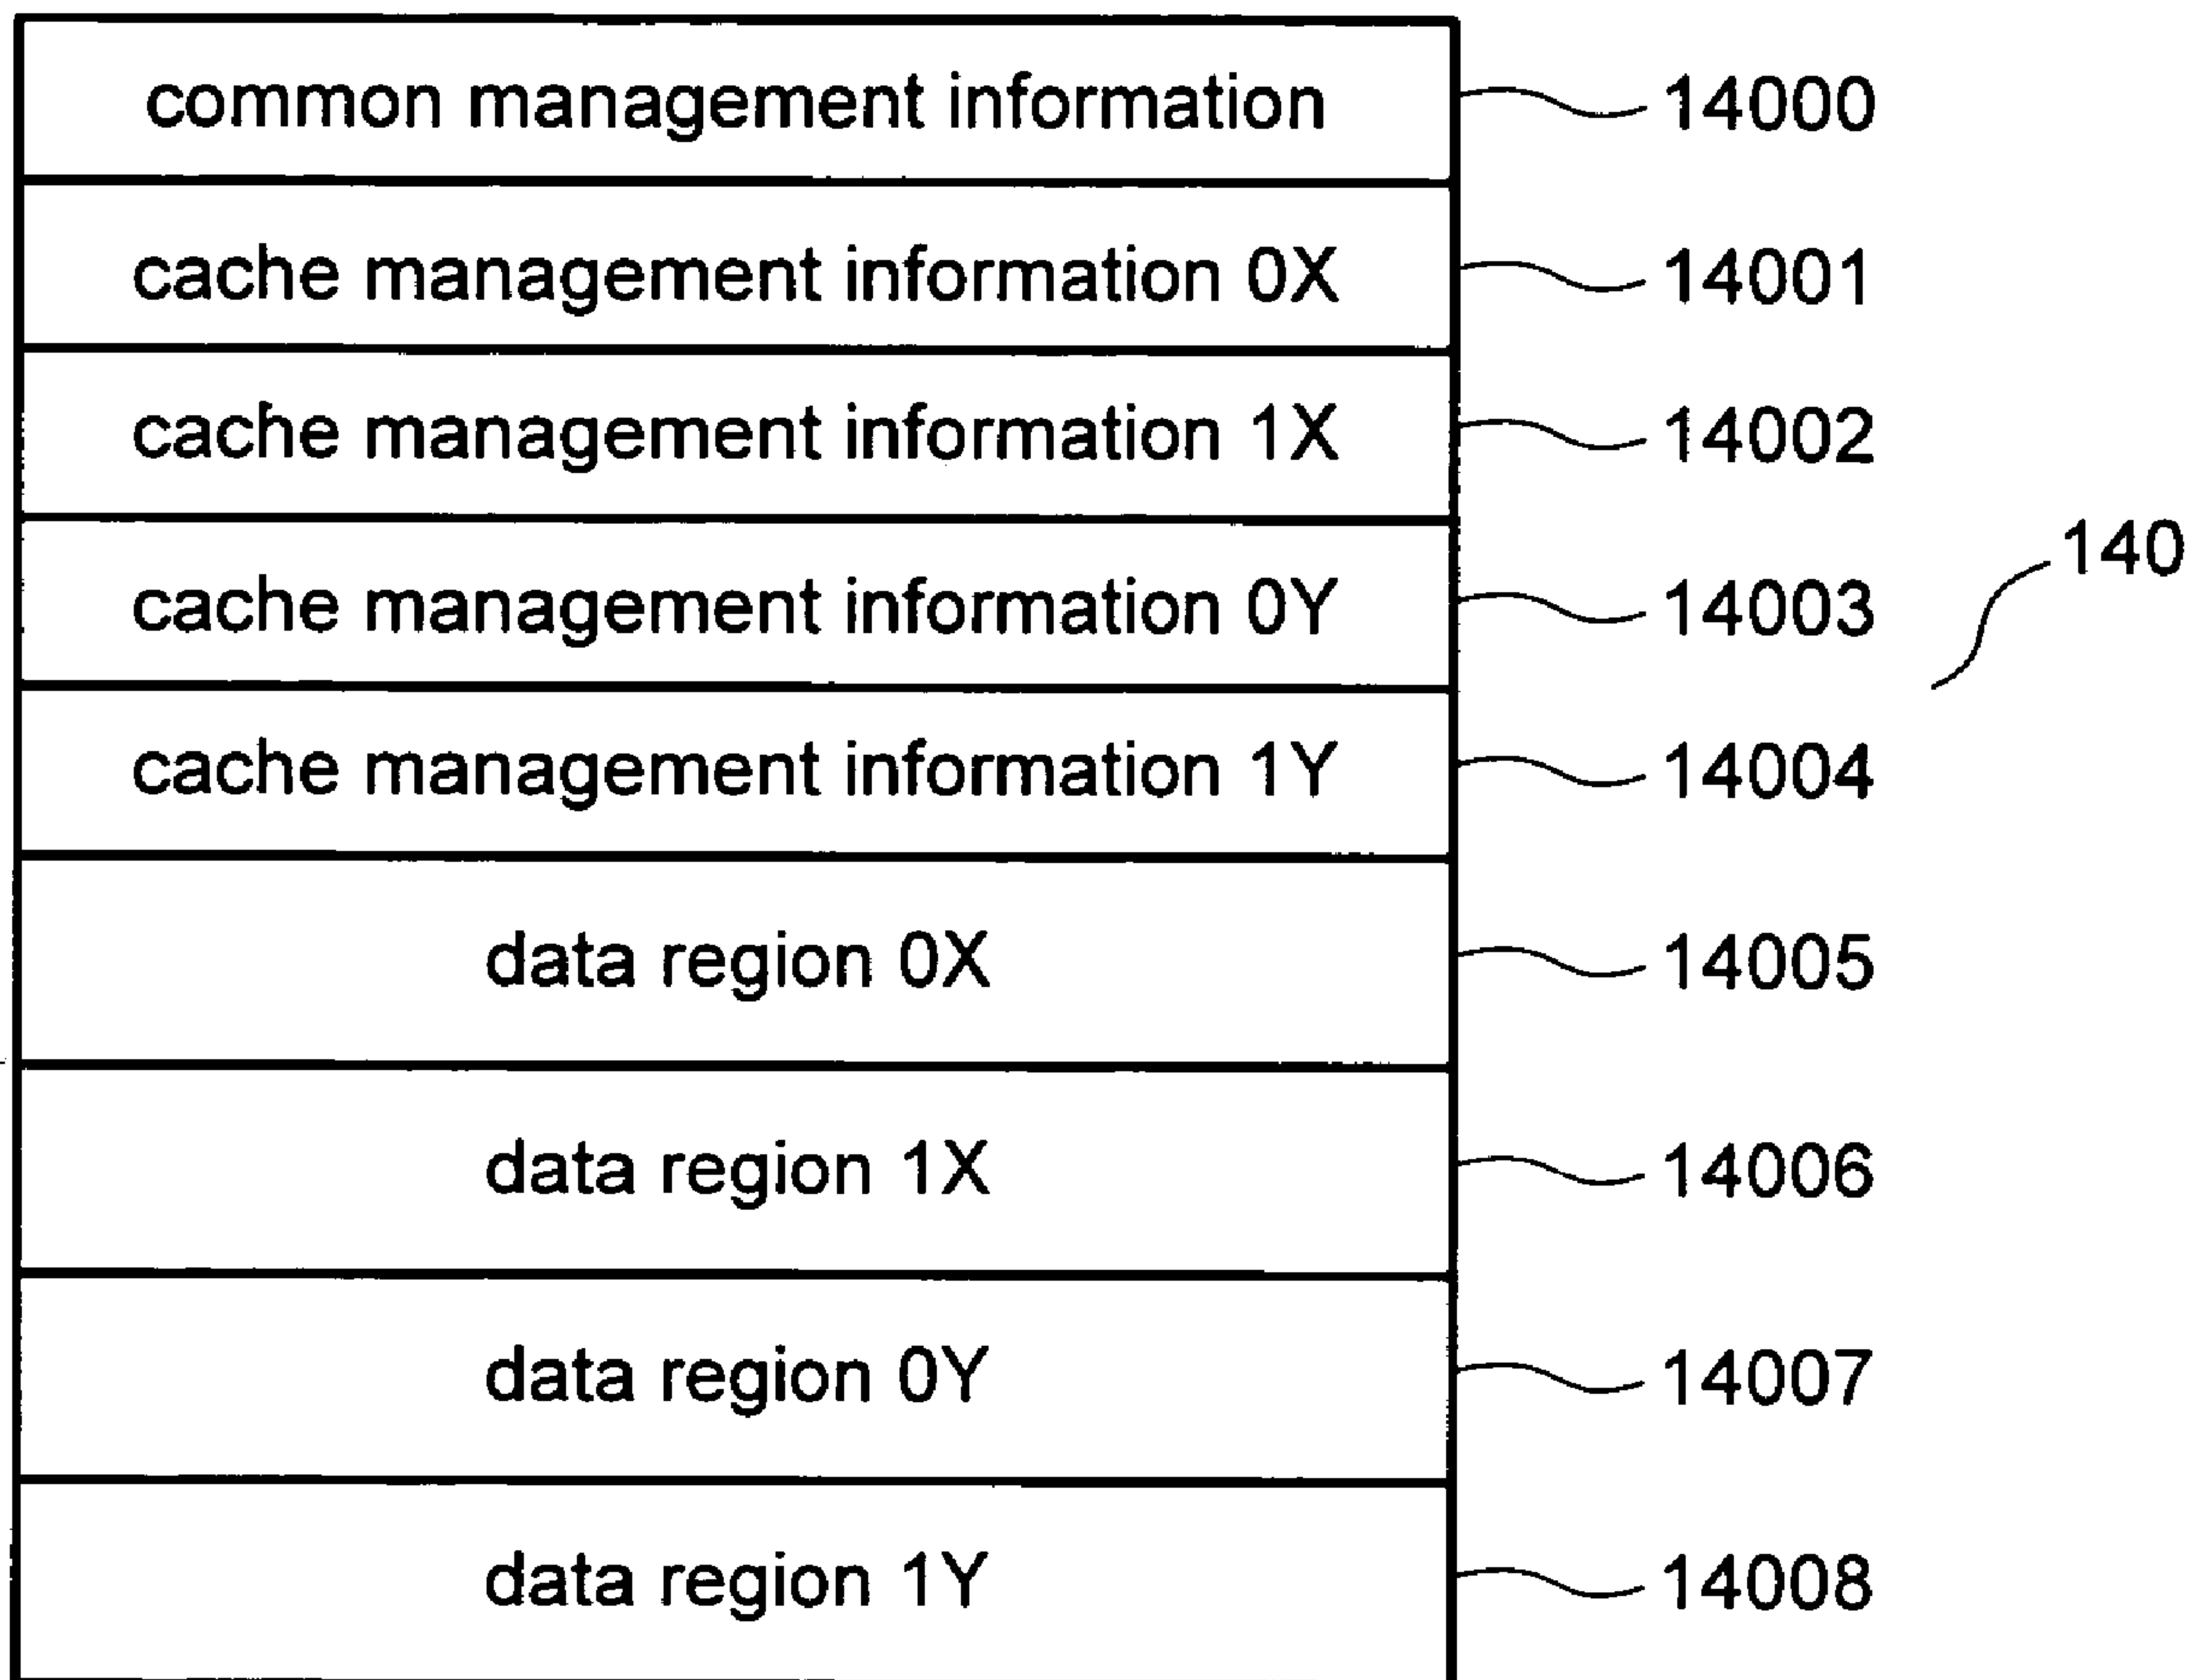 common management information 14000
cache management information 0X 14001
cache management information 1X 14002
140
cache management information 0Y 14003
cache management information 1Y 14004
data region 0X 14005
data region 1X 14006
data region 0Y 14007
data region 1Y 14008